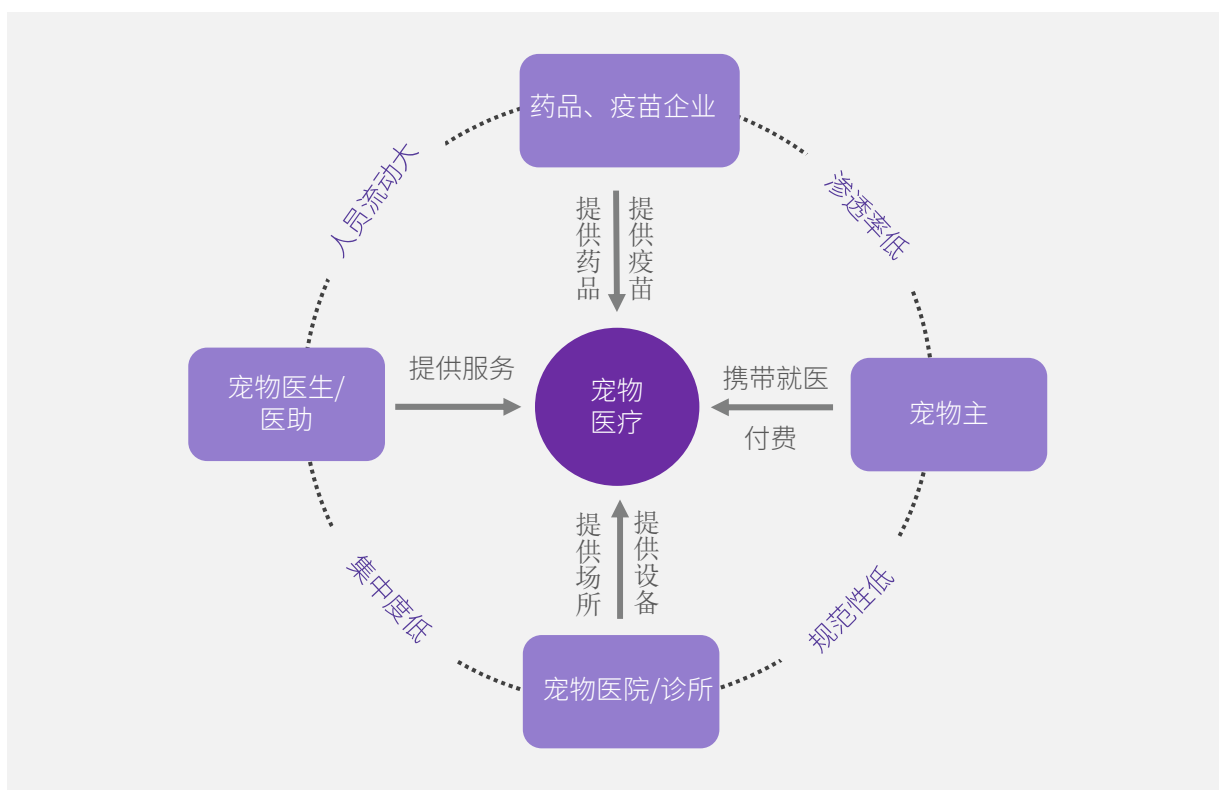 药品、疫苗企业
人员流动大
渗透率低
提供药品
提供疫苗
宠物医生/
医助
提供服务
宠物
医疗
携带就医
付费
宠物主
提供场所
提供设备
集中度低
规范性低
宠物医院/诊所